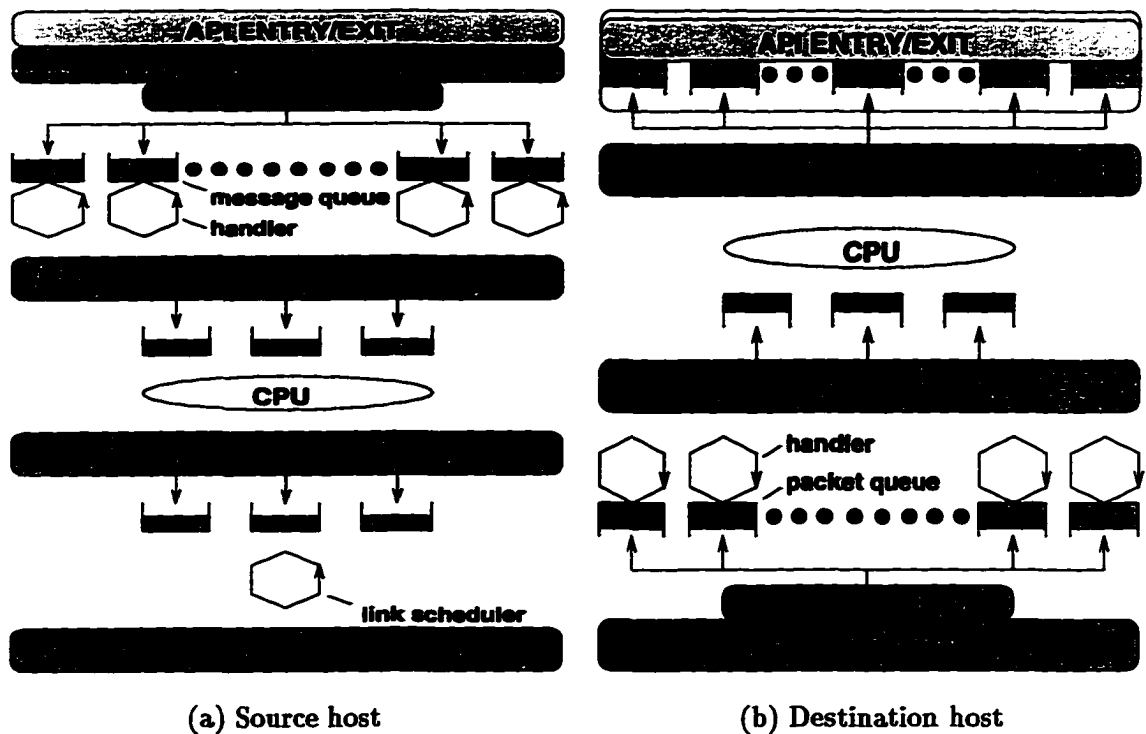 API ENTRY/EXIT
message queue
handler
CPU
link scheduler
(a) Source host
API ENTRY/EXIT
CPU
handler
packet queue
(b) Destination host